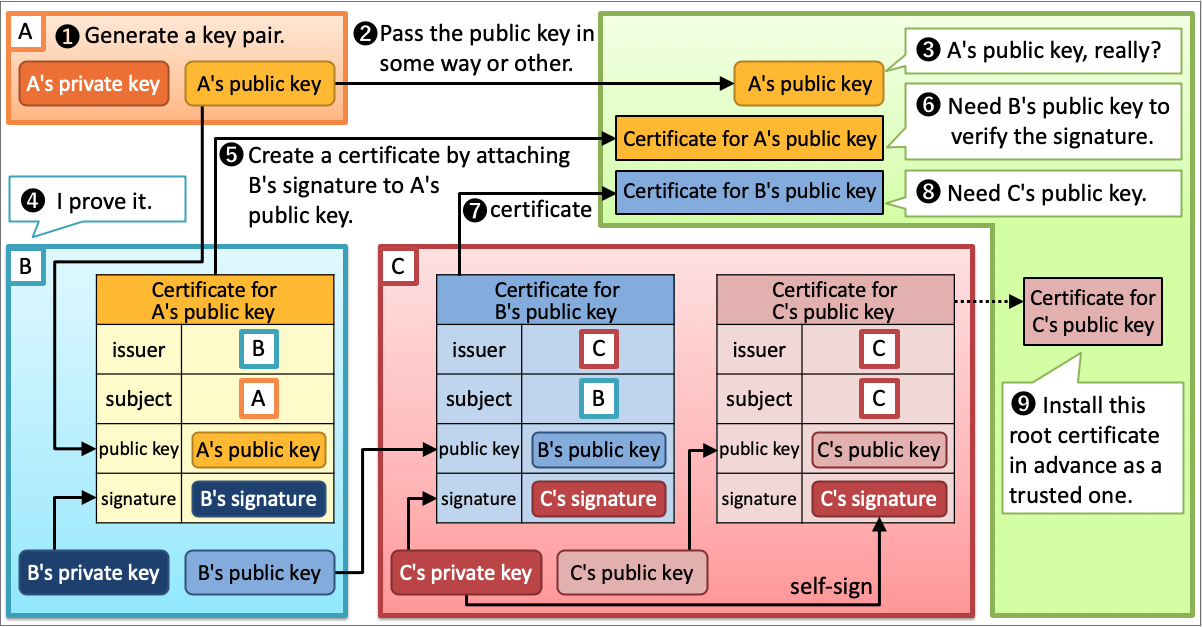 A
❶ Generate a key pair.
A's private key
A's public key
❷ Pass the public key in
some way or other.
A's public key
❸ A's public key, really?
Certificate for A's public key
❻ Need B's public key to
verify the signature.
❺ Create a certificate by attaching
B's signature to A's
public key.
Certificate for B's public key
❽ Need C's public key.
❹ I prove it.
❼ certificate
B
Certificate for
A's public key
issuer
B
subject
A
public key
A's public key
signature
B's signature
B's private key
B's public key
C
Certificate for
B's public key
issuer
C
subject
B
public key
B's public key
signature
C's signature
Certificate for
C's public key
issuer
C
subject
C
public key
C's public key
signature
C's signature
C's private key
C's public key
self-sign
Certificate for
C's public key
❾ Install this
root certificate
in advance as a
trusted one.